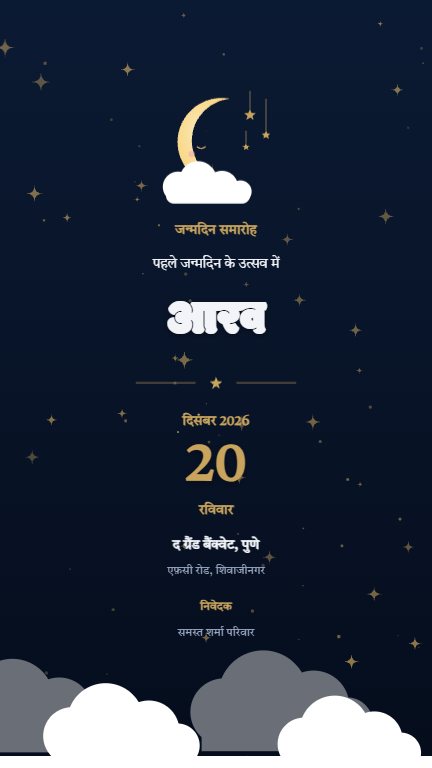 जन्मदिन समारोह
पहले जन्मदिन के उत्सव में
आरव
दिसंबर 2026
20
रविवार
द ग्रैंड बैंक्वेट, पुणे
एफ़सी रोड, शिवाजीनगर
निवेदक
समस्त शर्मा परिवार